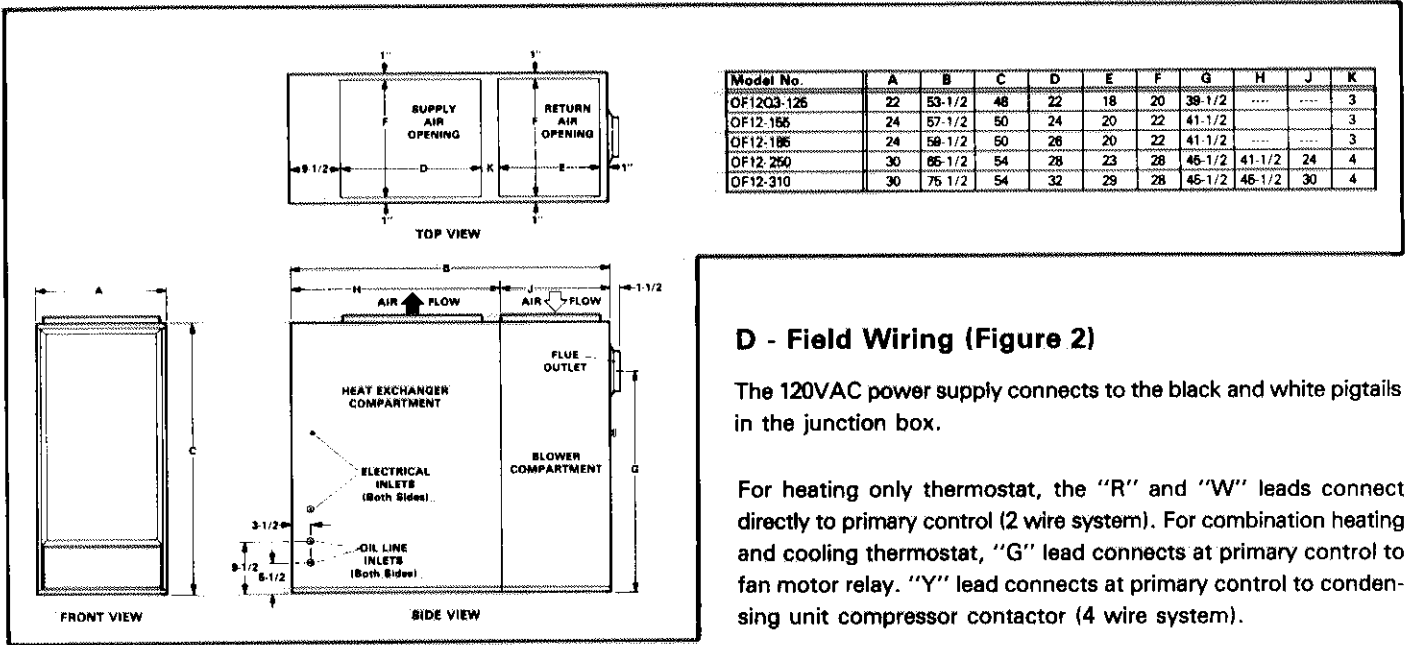 1" 1"
SUPPLY AIR OPENING
RETURN AIR OPENING
F F
9-1/2 D K E 1"
1" 1"
TOP VIEW
Model No. A B C D E F G H J K
OF12Q3-125 22 53-1/2 48 22 18 20 39-1/2 ---- ---- 3
OF12-155 24 57-1/2 50 24 20 22 41-1/2 3
OF12-185 24 59-1/2 50 26 20 22 41-1/2 ---- ---- 3
OF12-250 30 65-1/2 54 28 23 28 45-1/2 41-1/2 24 4
OF12-310 30 75 1/2 54 32 29 28 45-1/2 45-1/2 30 4
A
C
FRONT VIEW
B
H J 1-1/2
AIR FLOW AIR FLOW
FLUE
OUTLET
HEAT EXCHANGER
COMPARTMENT
BLOWER
COMPARTMENT
G
ELECTRICAL
INLETS
(Both Sides)
3-1/2
OIL LINE
INLETS
(Both Sides)
9-1/2
5-1/2
SIDE VIEW
D - Field Wiring (Figure 2)
The 120VAC power supply connects to the black and white pigtails
in the junction box.
For heating only thermostat, the "R" and "W" leads connect
directly to primary control (2 wire system). For combination heating
and cooling thermostat, "G" lead connects at primary control to
fan motor relay. "Y" lead connects at primary control to conden-
sing unit compressor contactor (4 wire system).